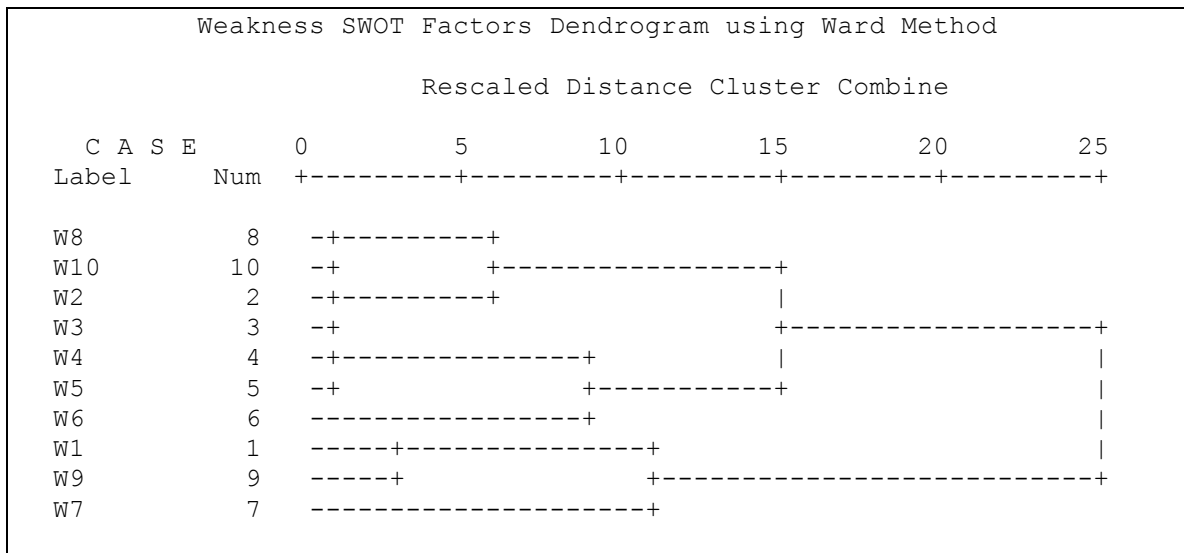 Weakness SWOT Factors Dendrogram using Ward Method
Rescaled Distance Cluster Combine
C A S E 0 5 10 15 20 25
Label Num +---------+---------+---------+---------+---------+
W8 8 -+---------+
W10 10 -+ +-----------------+
W2 2 -+---------+ |
W3 3 -+ +-------------------+
W4 4 -+---------------+ | |
W5 5 -+ +-----------+ |
W6 6 -----------------+ |
W1 1 -----+---------------+ |
W9 9 -----+ +---------------------------+
W7 7 ---------------------+